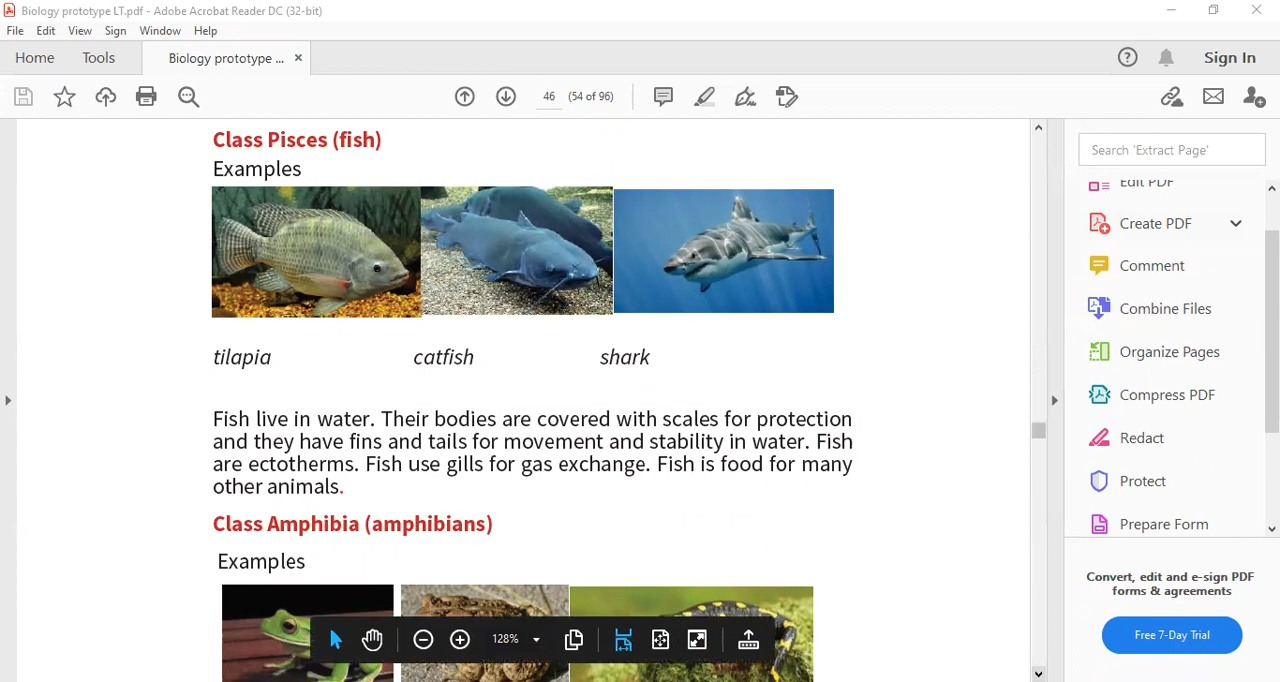 Biology prototype LT.pdf - Adobe Acrobat Reader DC (32-bit)
File Edit View Sign Window Help
Home Tools Biology prototype ... × Sign In
46 (54 of 96)
Class Pisces (fish)
Examples
tilapia catfish shark
Fish live in water. Their bodies are covered with scales for protection
and they have fins and tails for movement and stability in water. Fish
are ectotherms. Fish use gills for gas exchange. Fish is food for many
other animals.
Class Amphibia (amphibians)
Examples
128%
Search 'Extract Page'
Edit PDF
Create PDF
Comment
Combine Files
Organize Pages
Compress PDF
Redact
Protect
Prepare Form
Convert, edit and e-sign PDF
forms & agreements
Free 7-Day Trial